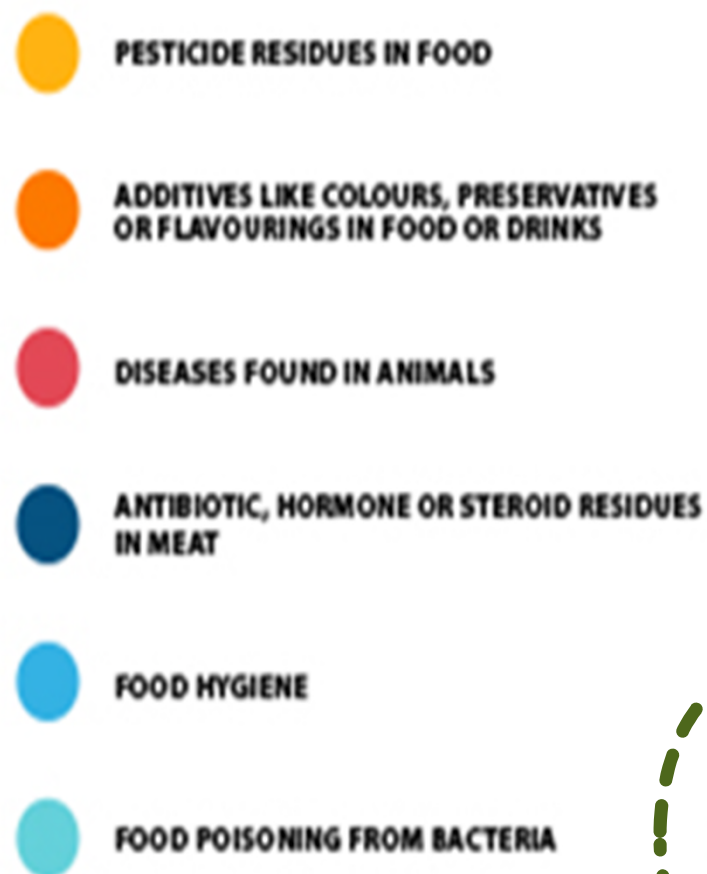 PESTICIDE RESIDUES IN FOOD
ADDITIVES LIKE COLOURS, PRESERVATIVES
OR FLAVOURINGS IN FOOD OR DRINKS
DISEASES FOUND IN ANIMALS
ANTIBIOTIC, HORMONE OR STEROID RESIDUES
IN MEAT
FOOD HYGIENE
FOOD POISONING FROM BACTERIA